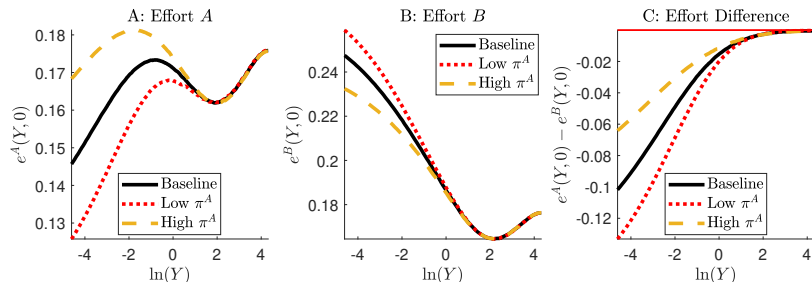 A: Effort A
0.18
0.17
0.16
0.15
0.14
0.13
e^A(Y, 0)
Baseline
Low π^A
High π^A
-4 -2 0 2 4
ln(Y)
B: Effort B
0.24
0.22
0.2
0.18
e^B(Y, 0)
Baseline
Low π^A
High π^A
-4 -2 0 2 4
ln(Y)
C: Effort Difference
-0.02
-0.04
-0.06
-0.08
-0.1
-0.12
e^A(Y, 0) − e^B(Y, 0)
Baseline
Low π^A
High π^A
-4 -2 0 2 4
ln(Y)